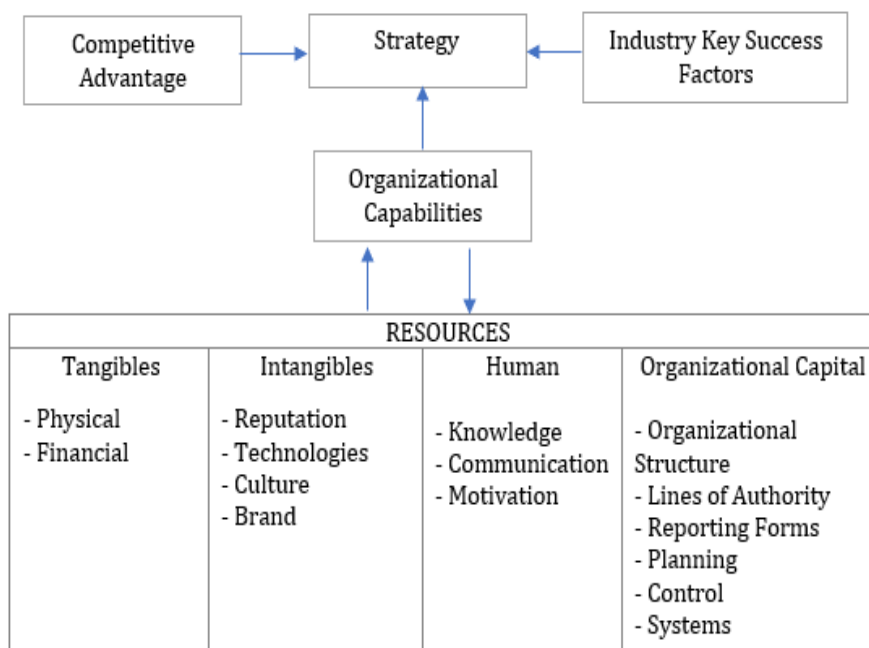 Competitive
Advantage
Strategy
Industry Key Success
Factors
Organizational
Capabilities
RESOURCES
Tangibles
- Physical
- Financial
Intangibles
- Reputation
- Technologies
- Culture
- Brand
Human
- Knowledge
- Communication
- Motivation
Organizational Capital
- Organizational
Structure
- Lines of Authority
- Reporting Forms
- Planning
- Control
- Systems